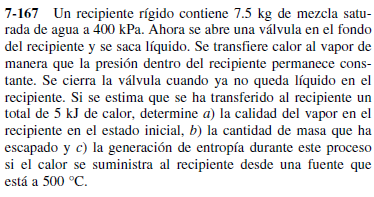 7-167 Un recipiente rígido contiene 7.5 kg de mezcla satu-
rada de agua a 400 kPa. Ahora se abre una válvula en el fondo
del recipiente y se saca líquido. Se transfiere calor al vapor de
manera que la presión dentro del recipiente permanece cons-
tante. Se cierra la válvula cuando ya no queda líquido en el
recipiente. Si se estima que se ha transferido al recipiente un
total de 5 kJ de calor, determine a) la calidad del vapor en el
recipiente en el estado inicial, b) la cantidad de masa que ha
escapado y c) la generación de entropía durante este proceso
si el calor se suministra al recipiente desde una fuente que
está a 500 °C.